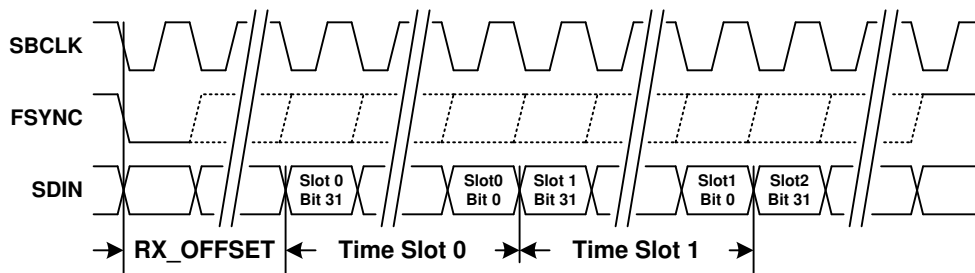 SBCLK
FSYNC
SDIN
Slot 0
Bit 31
Slot0
Bit 0
Slot 1
Bit 31
Slot1
Bit 0
Slot2
Bit 31
RX_OFFSET
Time Slot 0
Time Slot 1